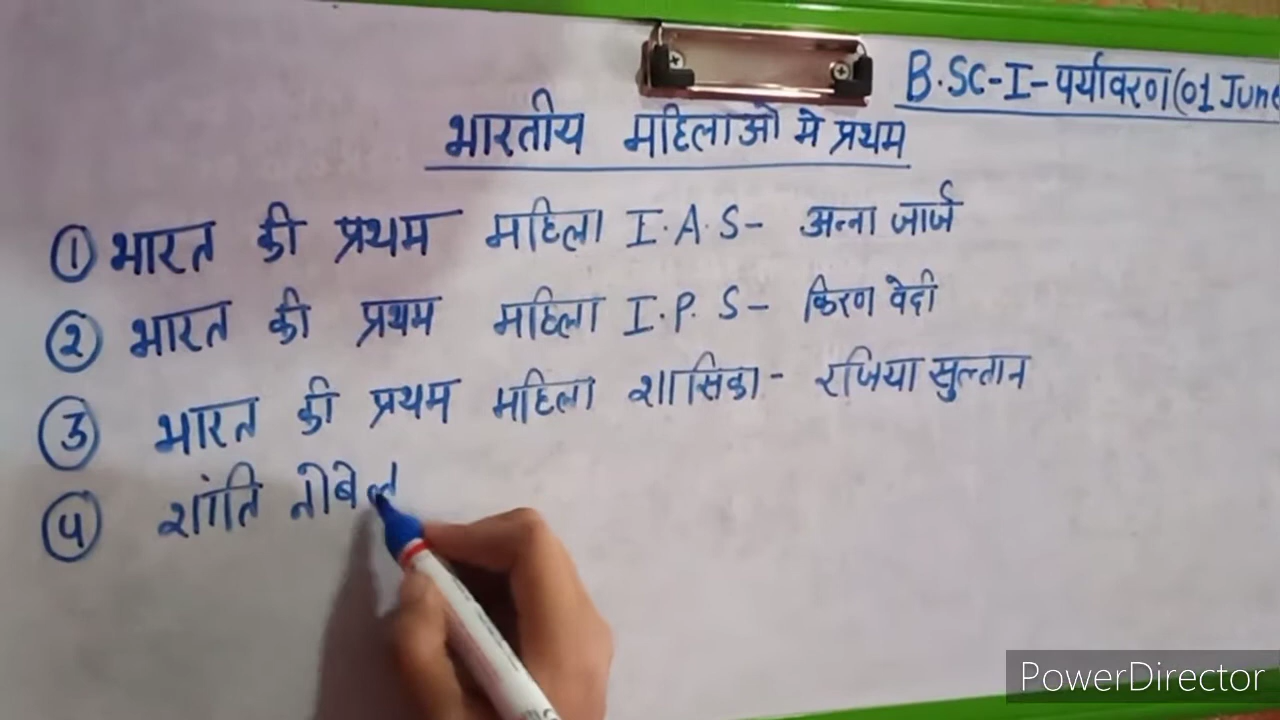 B.SC-I-पर्यावरण(01 June
भारतीय महिलाओ मे प्रथम
① भारत की प्रथम महिला I.A.S- अन्ना जार्ज
② भारत की प्रथम महिला I.P.S- किरण वेदी
③ भारत की प्रथम महिला शासिका- रजिया सुल्तान
④ शांति नोबेल
PowerDirector